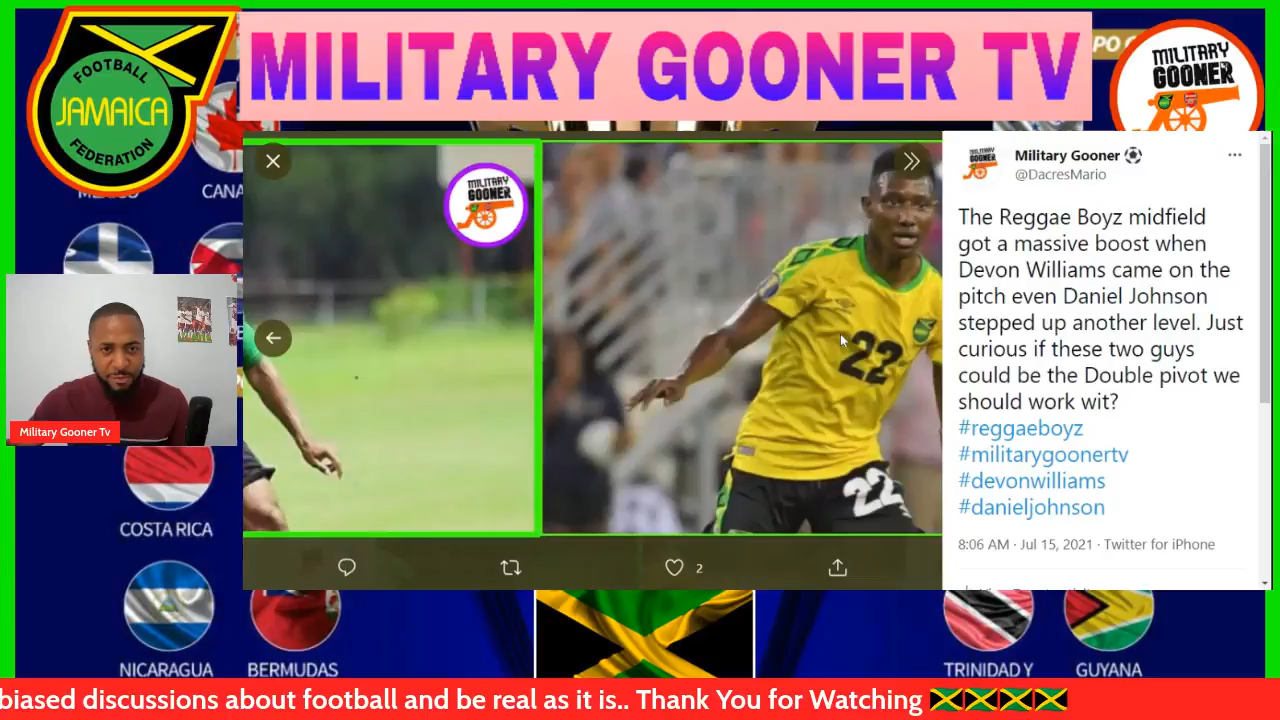 MILITARY GOONER TV
FOOTBALL
JAMAICA
FEDERATION
MILITARY
GOONER
PO
CANA
MILITARY
GOONER
22
22
Military Gooner
@DacresMario
The Reggae Boyz midfield
got a massive boost when
Devon Williams came on the
pitch even Daniel Johnson
stepped up another level. Just
curious if these two guys
could be the Double pivot we
should work wit?
#reggaeboyz
#militarygoonertv
#devonwilliams
#danieljohnson
8:06 AM · Jul 15, 2021 · Twitter for iPhone
2
Military Gooner Tv
COSTA RICA
NICARAGUA
BERMUDAS
TRINIDAD Y
GUYANA
biased discussions about football and be real as it is.. Thank You for Watching